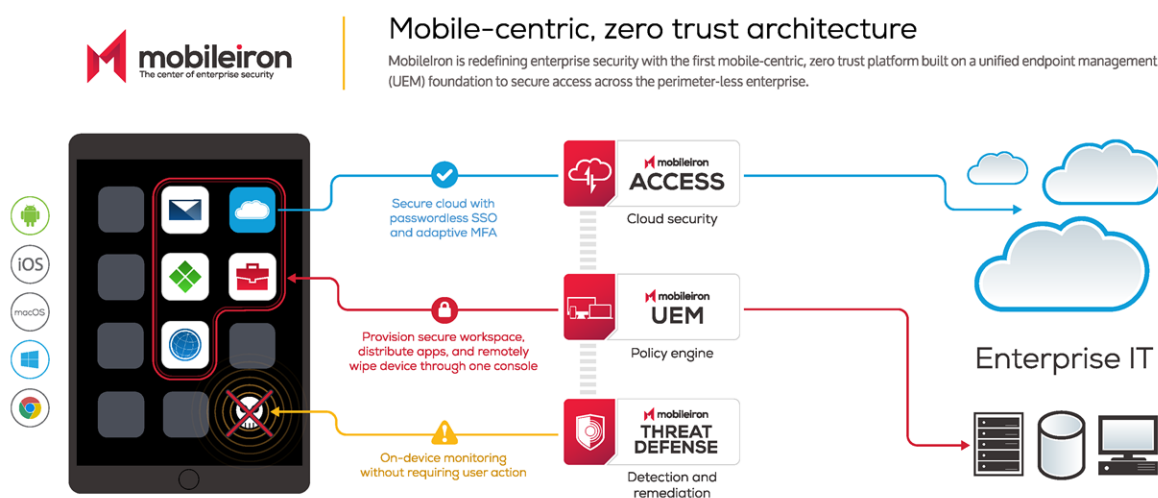 mobileiron
The center of enterprise security
Mobile-centric, zero trust architecture
MobileIron is redefining enterprise security with the first mobile-centric, zero trust platform built on a unified endpoint management
(UEM) foundation to secure access across the perimeter-less enterprise.
iOS
macOS
Secure cloud with
passwordless SSO
and adaptive MFA
mobileiron
ACCESS
Cloud security
Provision secure workspace,
distribute apps, and remotely
wipe device through one console
mobileiron
UEM
Policy engine
Enterprise IT
On-device monitoring
without requiring user action
mobileiron
THREAT
DEFENSE
Detection and
remediation